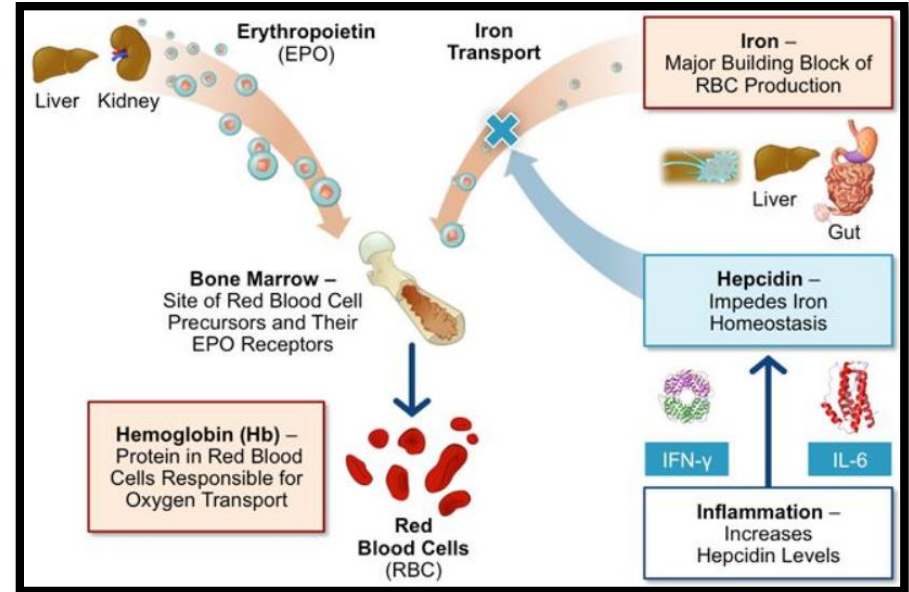 Erythropoietin
(EPO)
Iron
Transport
Iron –
Major Building Block of
RBC Production
Liver
Kidney
Liver
Gut
Bone Marrow –
Site of Red Blood Cell
Precursors and Their
EPO Receptors
Hepcidin –
Impedes Iron
Homeostasis
Hemoglobin (Hb) –
Protein in Red Blood
Cells Responsible for
Oxygen Transport
IFN-γ
IL-6
Red
Blood Cells
(RBC)
Inflammation –
Increases
Hepcidin Levels